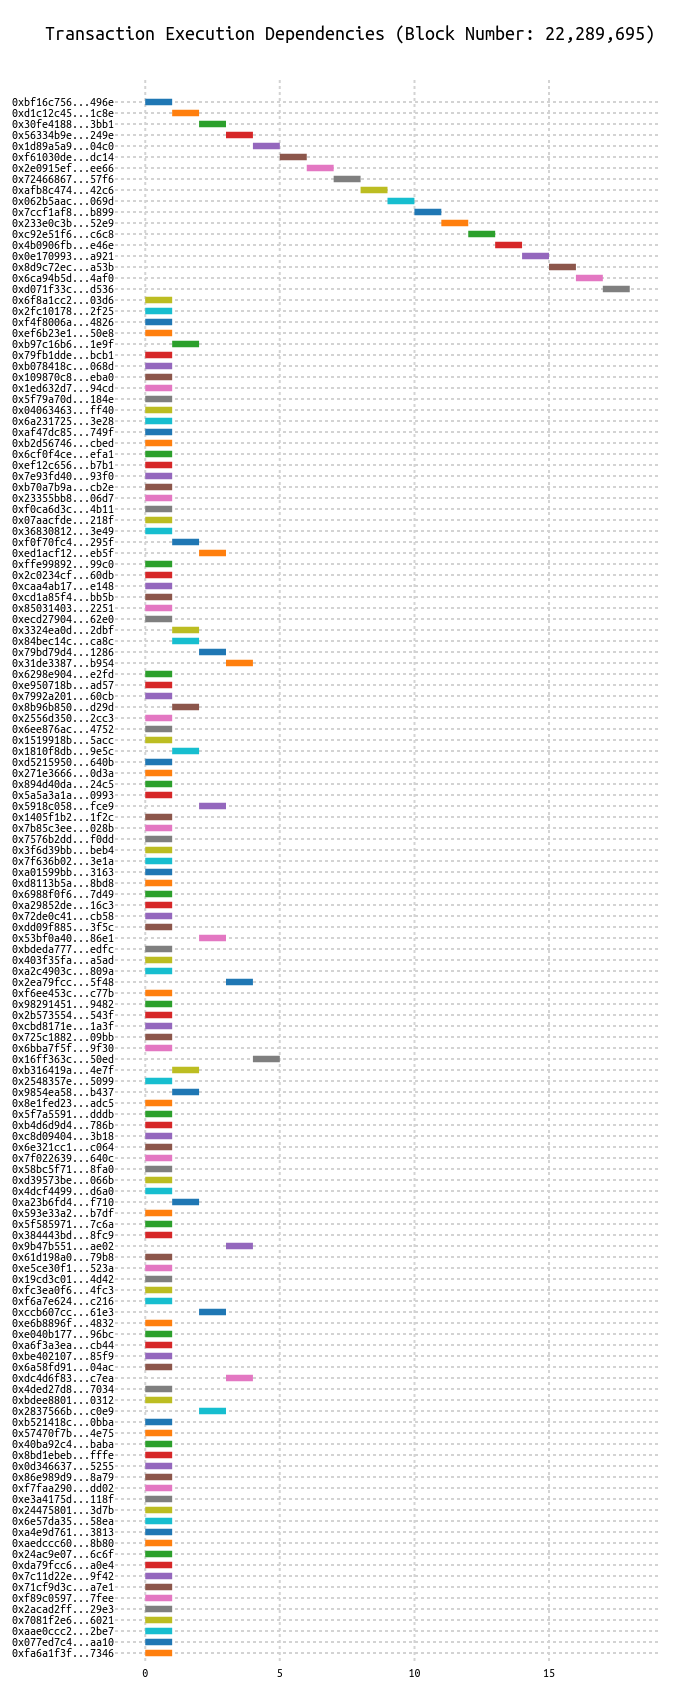 Transaction Execution Dependencies (Block Number: 22,289,695)
0xbf16c756...496e
0xd1c12c45...1c8e
0x30fe4188...3bb1
0x56334b9e...249e
0x1d89a5a9...04c0
0xf61030de...dc14
0x2e0915ef...ee66
0x72466867...57f6
0xafb8c474...42c6
0x062b5aac...069d
0x7ccf1af8...b899
0x233e0c3b...52e9
0xc92e51f6...c6c8
0x4b0906fb...e46e
0x0e170993...a921
0x8d9c72ec...a53b
0x6ca94b5d...4af0
0xd071f33c...d536
0x6f8a1cc2...03d6
0x2fc10178...2f25
0xf4f8006a...4826
0xef6b23e1...50e8
0xb97c16b6...1e9f
0x79fb1dde...bcb1
0xb078418c...068d
0x109870c8...eba0
0x1ed632d7...94cd
0x5f79a70d...184e
0x04063463...ff40
0x6a231725...3e28
0xaf47dc85...749f
0xb2d56746...cbed
0x6cf0f4ce...efa1
0xef12c656...b7b1
0x7e93fd40...93f0
0xb70a7b9a...cb2e
0x23355bb8...06d7
0xf0ca6d3c...4b11
0x07aacfde...218f
0x36830812...3e49
0xf0f70fc4...295f
0xed1acf12...eb5f
0xffe99892...99c0
0x2c0234cf...60db
0xcaa4ab17...e148
0xcd1a85f4...bb5b
0x85031403...2251
0xecd27904...62e0
0x3324ea0d...2dbf
0x84bec14c...ca8c
0x79bd79d4...1286
0x31de3387...b954
0x6298e904...e2fd
0xe950718b...ad57
0x7992a201...60cb
0x8b96b850...d29d
0x2556d350...2cc3
0x6ee876ac...4752
0x1519918b...5acc
0x1810f8db...9e5c
0xd5215950...640b
0x271e3666...0d3a
0x894d40da...24c5
0x5a5a3a1a...0993
0x5918c058...fce9
0x1405f1b2...1f2c
0x7b85c3ee...028b
0x7576b2dd...f0dd
0x3f6d39bb...beb4
0x7f636b02...3e1a
0xa01599bb...3163
0xd8113b5a...8bd8
0x6988f0f6...7d49
0xa29852de...16c3
0x72de0c41...cb58
0xdd09f885...3f5c
0x53bf0a40...86e1
0xbdeda777...edfc
0x403f35fa...a5ad
0xa2c4903c...809a
0x2ea79fcc...5f48
0xf6ee453c...c77b
0x98291451...9482
0x2b573554...543f
0xcbd8171e...1a3f
0x725c1882...09bb
0x6bba7f5f...9f30
0x16ff363c...50ed
0xb316419a...4e7f
0x2548357e...5099
0x9854ea58...b437
0x8e1fed23...adc5
0x5f7a5591...dddb
0xb4d6d9d4...786b
0xc8d09404...3b18
0x6e321cc1...c064
0x7f022639...640c
0x58bc5f71...8fa0
0xd39573be...066b
0x4dcf4499...d6a0
0xa23b6fd4...f710
0x593e33a2...b7df
0x5f585971...7c6a
0x384443bd...8fc9
0x9b47b551...ae02
0x61d198a0...79b8
0xe5ce30f1...523a
0x19cd3c01...4d42
0xfc3ea0f6...4fc3
0xf6a7e624...c216
0xccb607cc...61e3
0xe6b8896f...4832
0xe040b177...96bc
0xa6f3a3ea...cb44
0xbe402107...85f9
0x6a58fd91...04ac
0xdc4d6f83...c7ea
0x4ded27d8...7034
0xbdee8801...0312
0x2837566b...c0e9
0xb521418c...0bba
0x57470f7b...4e75
0x40ba92c4...baba
0x8bd1ebeb...fffe
0x0d346637...5255
0x86e989d9...8a79
0xf7faa290...dd02
0xe3a4175d...118f
0x24475801...3d7b
0x6e57da35...58ea
0xa4e9d761...3813
0xaedccc60...8b80
0x24ac9e07...6c6f
0xda79fcc6...a0e4
0x7c11d22e...9f42
0x71cf9d3c...a7e1
0xf89c0597...7fee
0x2acad2ff...29e3
0x7081f2e6...6021
0xaae0ccc2...2be7
0x077ed7c4...aa10
0xfa6a1f3f...7346
0 5 10 15